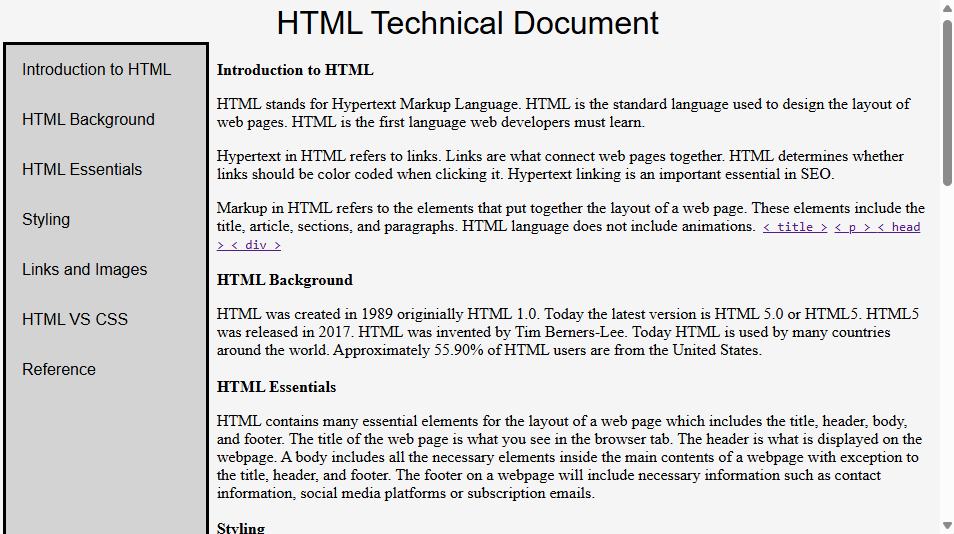 HTML Technical Document
Introduction to HTML
HTML Background
HTML Essentials
Styling
Links and Images
HTML VS CSS
Reference
Introduction to HTML
HTML stands for Hypertext Markup Language. HTML is the standard language used to design the layout of
web pages. HTML is the first language web developers must learn.
Hypertext in HTML refers to links. Links are what connect web pages together. HTML determines whether
links should be color coded when clicking it. Hypertext linking is an important essential in SEO.
Markup in HTML refers to the elements that put together the layout of a web page. These elements include the
title, article, sections, and paragraphs. HTML language does not include animations. < title > < p > < head
> < div >
HTML Background
HTML was created in 1989 originially HTML 1.0. Today the latest version is HTML 5.0 or HTML5. HTML5
was released in 2017. HTML was invented by Tim Berners-Lee. Today HTML is used by many countries
around the world. Approximately 55.90% of HTML users are from the United States.
HTML Essentials
HTML contains many essential elements for the layout of a web page which includes the title, header, body,
and footer. The title of the web page is what you see in the browser tab. The header is what is displayed on the
webpage. A body includes all the necessary elements inside the main contents of a webpage with exception to
the title, header, and footer. The footer on a webpage will include necessary information such as contact
information, social media platforms or subscription emails.
Styling